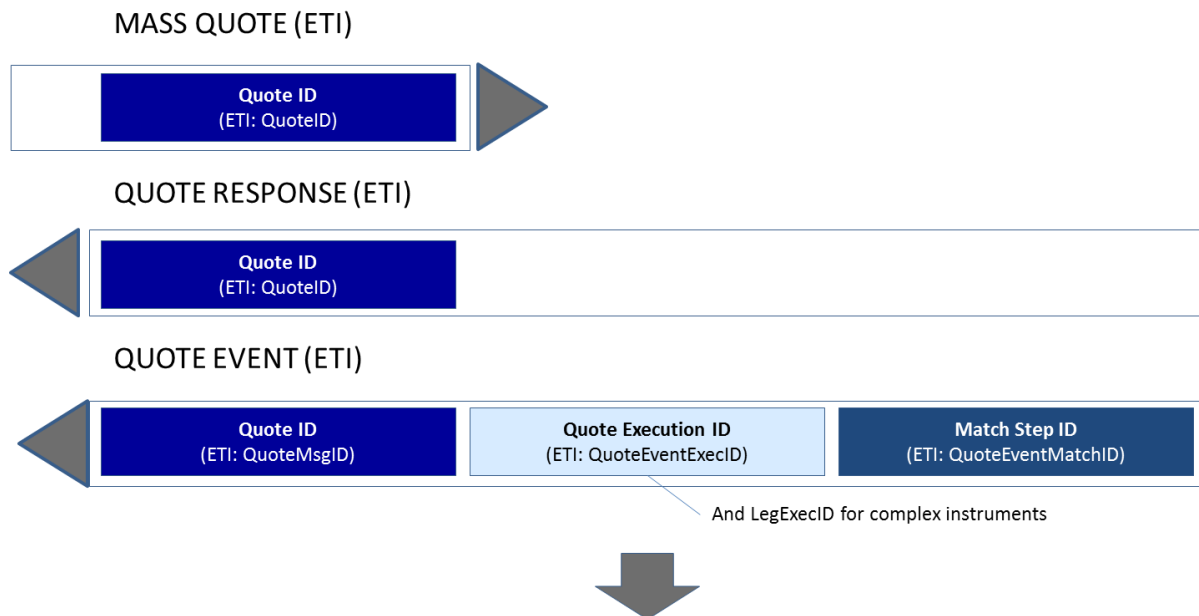 MASS QUOTE (ETI)
Quote ID
(ETI: QuoteID)
QUOTE RESPONSE (ETI)
Quote ID
(ETI: QuoteID)
QUOTE EVENT (ETI)
Quote ID
(ETI: QuoteMsgID)
Quote Execution ID
(ETI: QuoteEventExecID)
Match Step ID
(ETI: QuoteEventMatchID)
And LegExecID for complex instruments